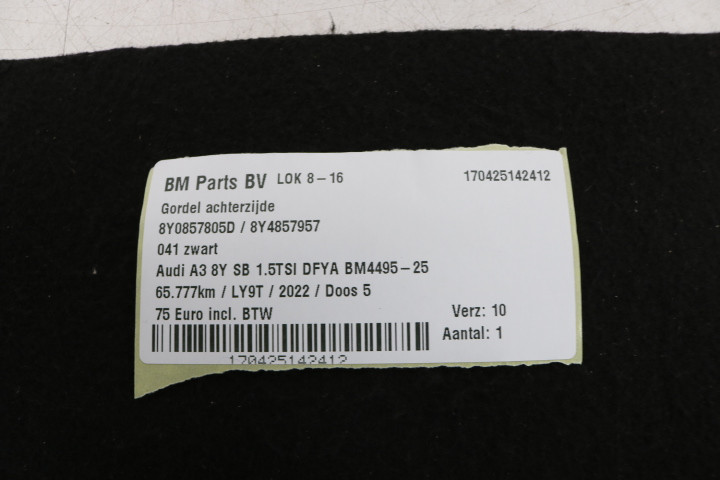 BM Parts BV LOK 8-16 170425142412
Gordel achterzijde
8Y0857805D / 8Y4857957
041 zwart
Audi A3 8Y SB 1.5TSI DFYA BM4495-25
65.777km / LY9T / 2022 / Doos 5
75 Euro incl. BTW Verz: 10
Aantal: 1
170425142412